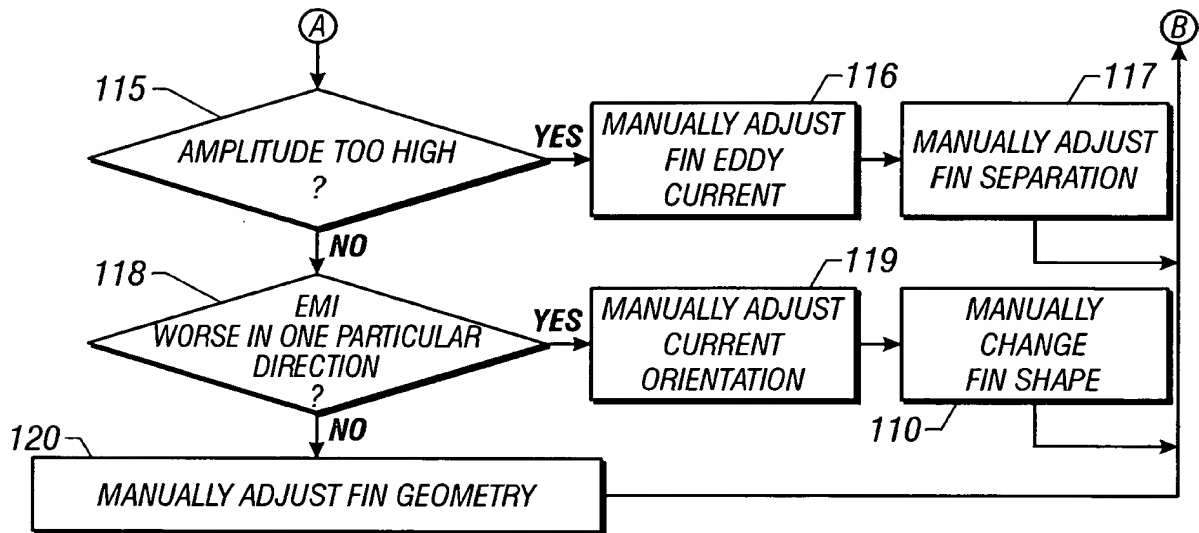 A
B
115
AMPLITUDE TOO HIGH
?
YES
116
MANUALLY ADJUST
FIN EDDY
CURRENT
117
MANUALLY ADJUST
FIN SEPARATION
NO
118
EMI
WORSE IN ONE PARTICULAR
DIRECTION
?
YES
119
MANUALLY ADJUST
CURRENT
ORIENTATION
MANUALLY
CHANGE
FIN SHAPE
110
NO
120
MANUALLY ADJUST FIN GEOMETRY